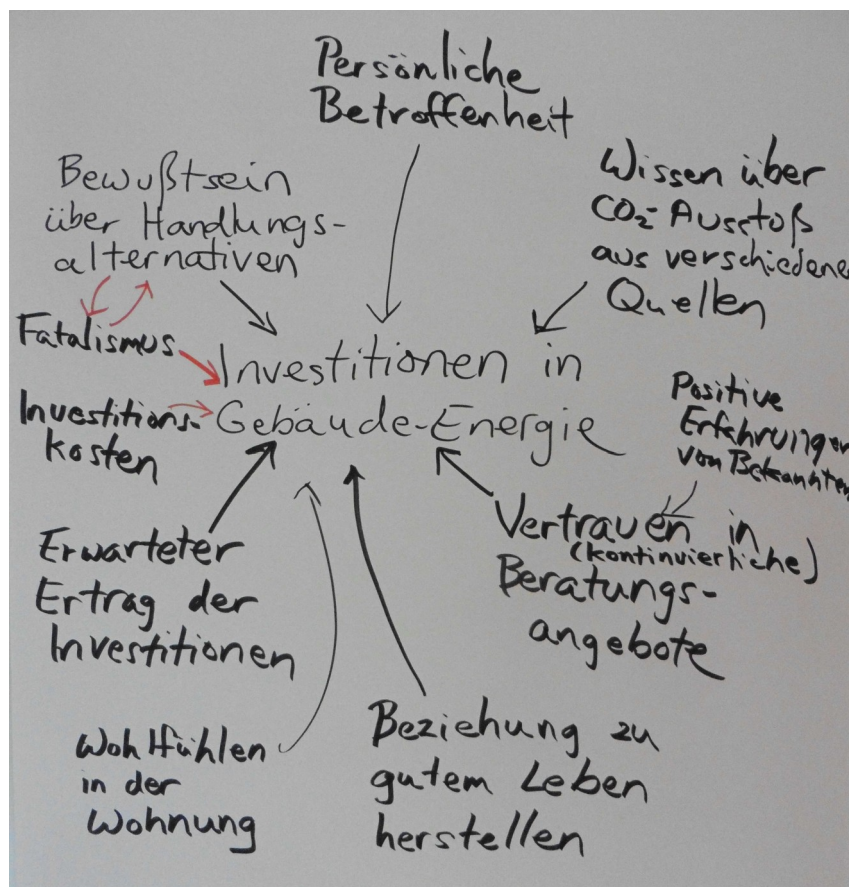 Persönliche
Betroffenheit
Bewußtsein
über Handlungs-
alternativen
Wissen über
CO₂-Ausstoß
aus verschiedenen
Quellen
Fatalismus
Investitionen in
Gebäude-Energie
Investitions-
kosten
Positive
Erfahrungen
von Bekannten
Erwarteter
Ertrag der
Investitionen
Vertrauen in
(kontinuierliche)
Beratungs-
angebote
Wohlfühlen
in der
Wohnung
Beziehung zu
gutem Leben
herstellen